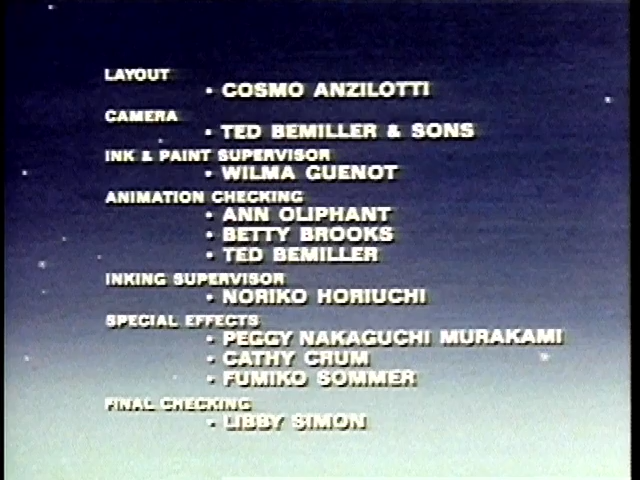 LAYOUT
• COSMO ANZILOTTI
CAMERA
• TED BEMILLER & SONS
INK & PAINT SUPERVISOR
• WILMA GUENOT
ANIMATION CHECKING
• ANN OLIPHANT
• BETTY BROOKS
• TED BEMILLER
INKING SUPERVISOR
• NORIKO HORIUCHI
SPECIAL EFFECTS
• PEGGY NAKAGUCHI MURAKAMI
• CATHY CRUM
• FUMIKO SOMMER
FINAL CHECKING
• LIBBY SIMON